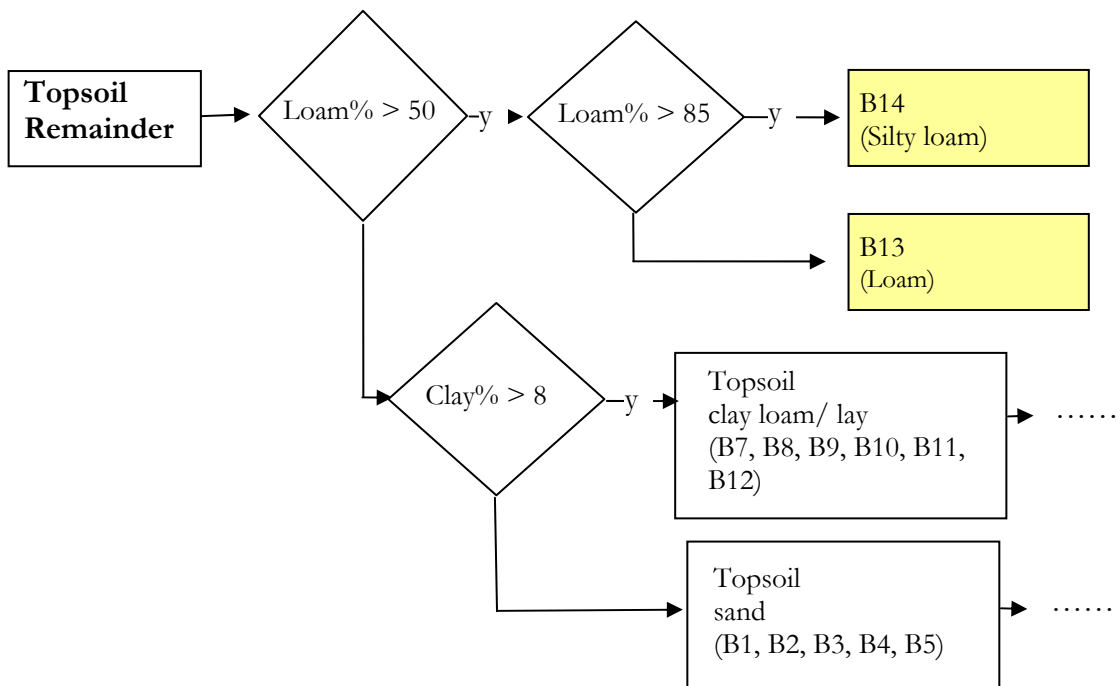 Topsoil
Remainder
Loam% > 50
y
Loam% > 85
y
B14
(Silty loam)
B13
(Loam)
Clay% > 8
y
Topsoil
clay loam/ lay
(B7, B8, B9, B10, B11,
B12)
......
Topsoil
sand
(B1, B2, B3, B4, B5)
......